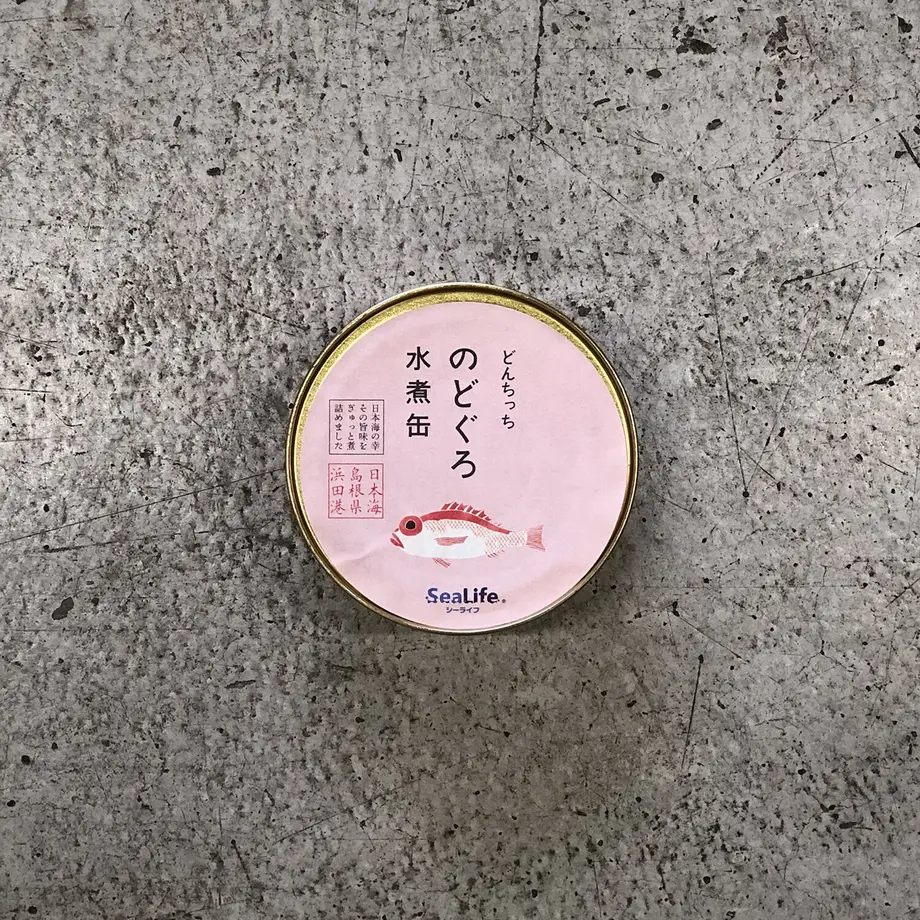 どんちっち
のどぐろ
水煮缶
日本海の幸
その旨味を
ぎゅっと煮
詰めました
日本海
島根県
浜田港
SeaLife®
シーライフ